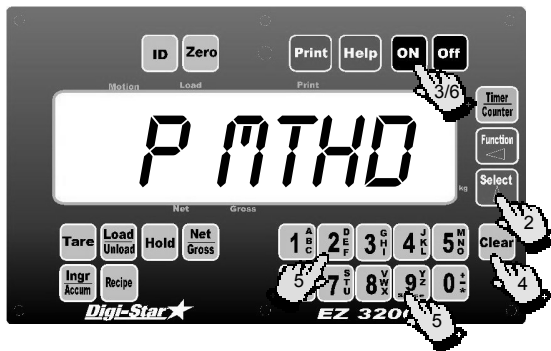 ID Zero Print Help ON Off
3/6
Motion Load Print
Timer
Counter
P MTHD
Function
Select
kg
Net Gross
2
Tare Load
Unload Hold Net
Gross
1 A B C 2 D E F 3 G H I 4 J K L 5 M N O Clear
Ingr
Accum Recipe
5 7 S T U 8 V W X 9 Y Z 0 + - *
4
5
Digi-Star EZ 320